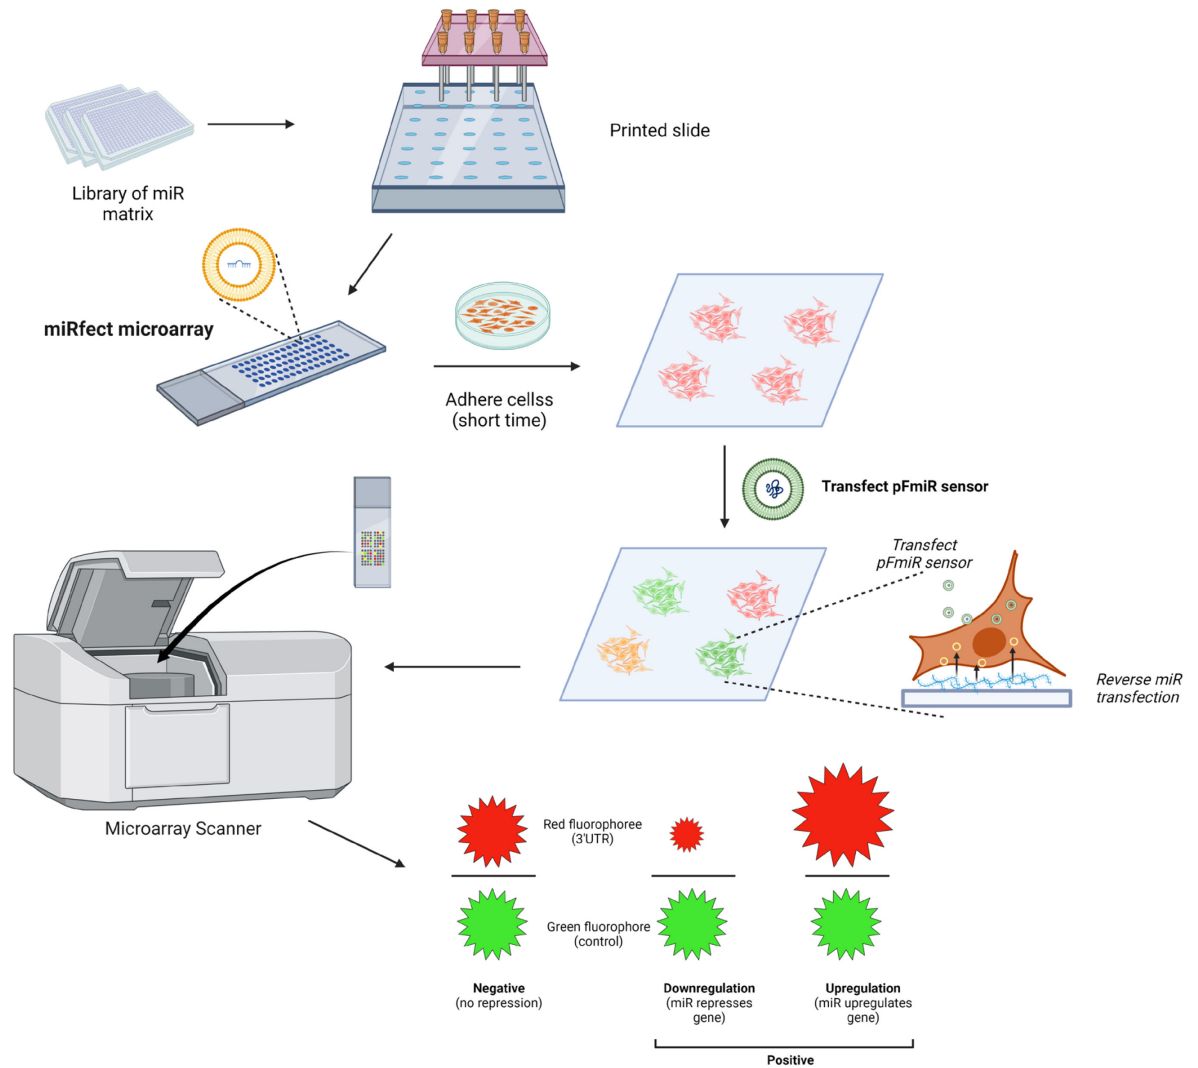 Printed slide
Library of miR
matrix
miRfect microarray
Adhere cellss
(short time)
Transfect pFmiR sensor
Transfect
pFmiR sensor
Reverse miR
transfection
Microarray Scanner
Red fluorophoree
(3'UTR)
Green fluorophore
(control)
Negative
(no repression)
Downregulation
(miR represses
gene)
Upregulation
(miR upregulates
gene)
Positive